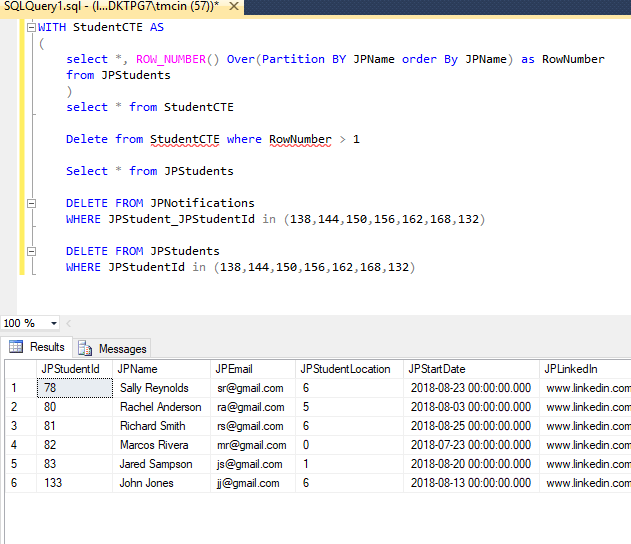 SQLQuery1.sql - (l...DKTPG7\tmcin (57))* ✕
WITH StudentCTE AS
(
select *, ROW_NUMBER() Over(Partition BY JPName order By JPName) as RowNumber
from JPStudents
)
select * from StudentCTE
Delete from StudentCTE where RowNumber > 1
Select * from JPStudents
DELETE FROM JPNotifications
WHERE JPStudent_JPStudentId in (138,144,150,156,162,168,132)
DELETE FROM JPStudents
WHERE JPStudentId in (138,144,150,156,162,168,132)
100 %
Results Messages
JPStudentId JPName JPEmail JPStudentLocation JPStartDate JPLinkedIn
1 78 Sally Reynolds sr@gmail.com 6 2018-08-23 00:00:00.000 www.linkedin.com
2 80 Rachel Anderson ra@gmail.com 5 2018-08-03 00:00:00.000 www.linkedin.com
3 81 Richard Smith rs@gmail.com 6 2018-08-25 00:00:00.000 www.linkedin.com
4 82 Marcos Rivera mr@gmail.com 0 2018-07-23 00:00:00.000 www.linkedin.com
5 83 Jared Sampson js@gmail.com 1 2018-08-20 00:00:00.000 www.linkedin.com
6 133 John Jones jj@gmail.com 6 2018-08-13 00:00:00.000 www.linkedin.com